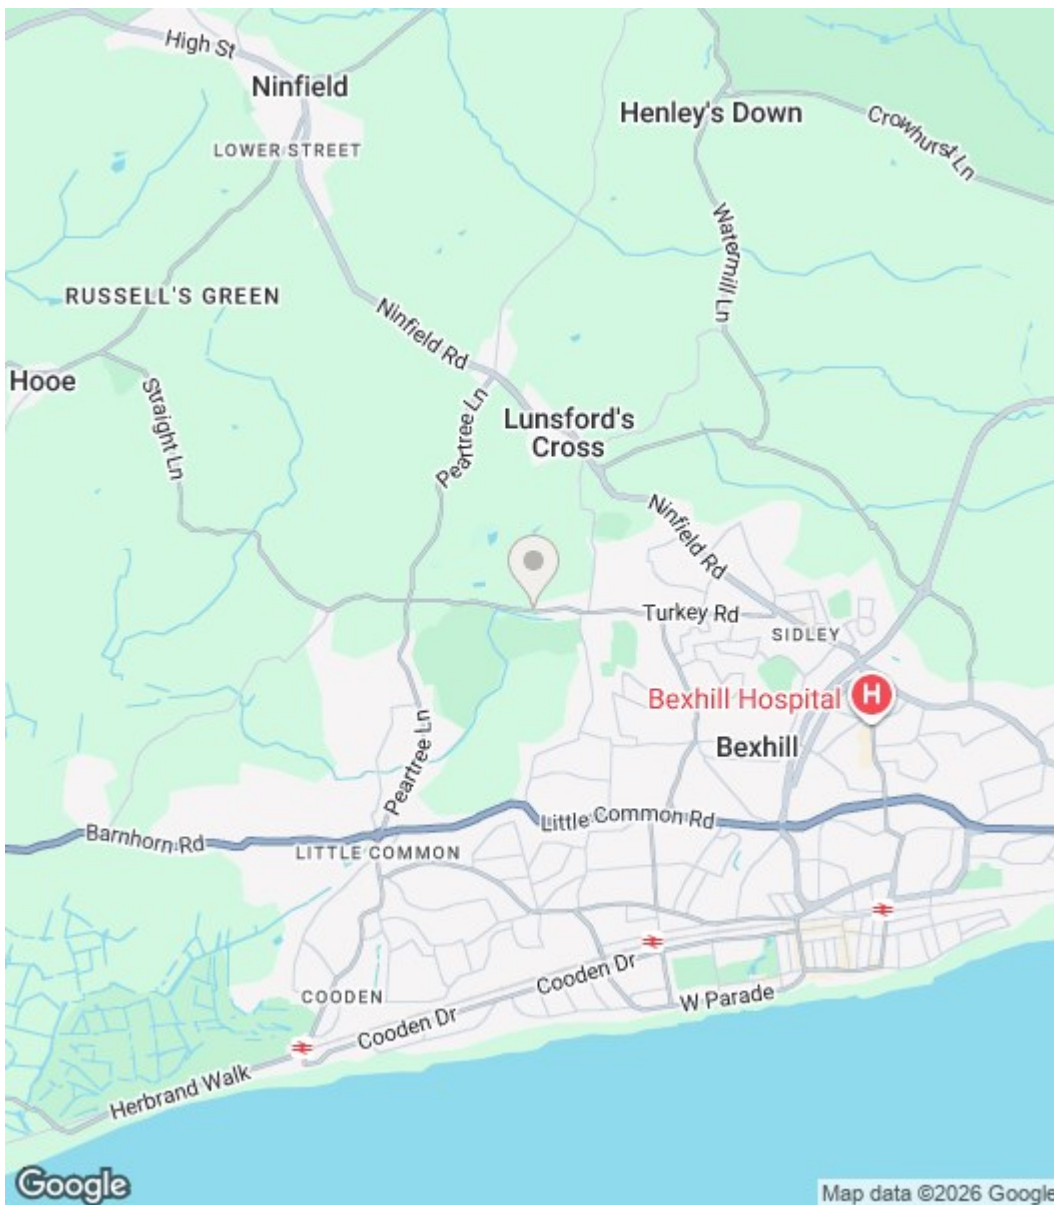 High St
Ninfield
LOWER STREET
Henley's Down
Crowhurst Ln
Watermill Ln
RUSSELL'S GREEN
Ninfield Rd
Hooe
Straight Ln
Peartree Ln
Lunsford's
Cross
Ninfield Rd
Turkey Rd
SIDLEY
Bexhill Hospital
H
Bexhill
Peartree Ln
Little Common Rd
Barnhorn Rd
LITTLE COMMON
COODEN
Cooden Dr
W Parade
Cooden Dr
Herbrand Walk
Google
Map data ©2026 Google